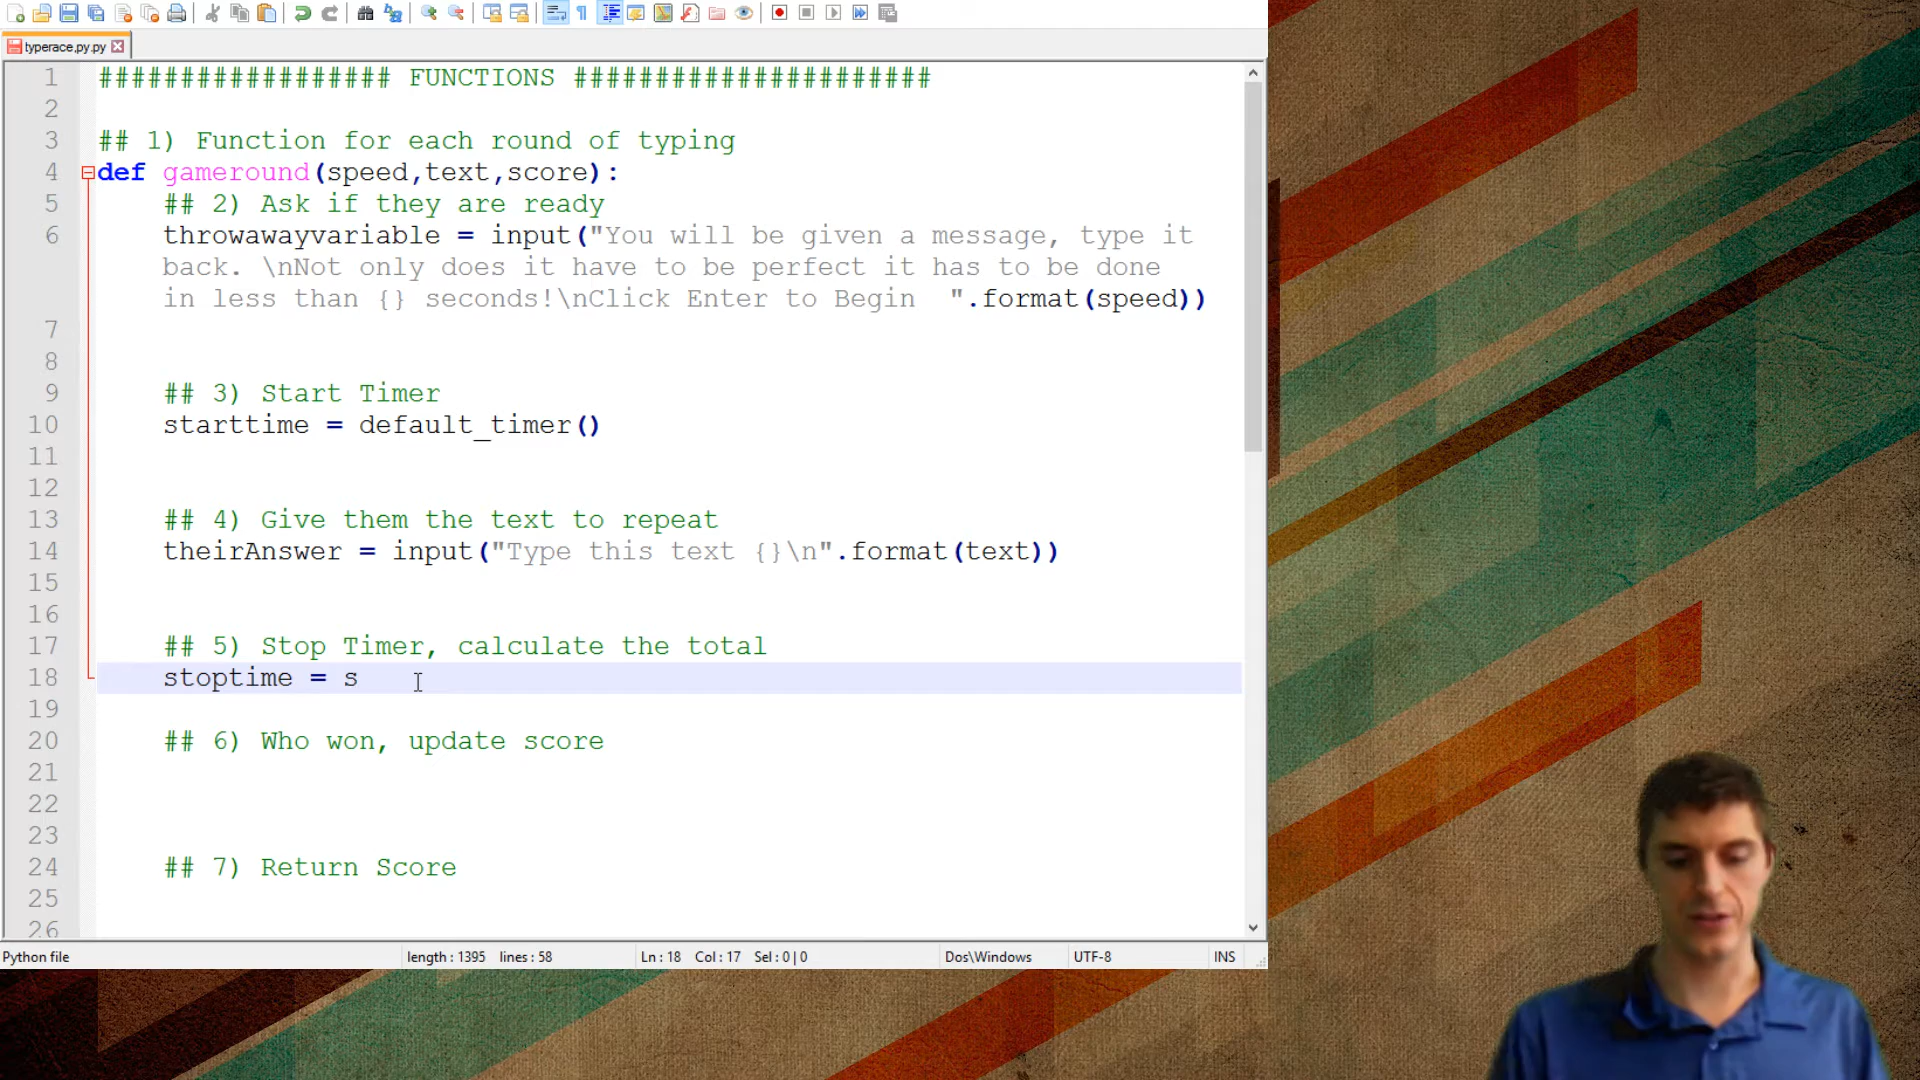 typerace.py.py
1 ################## FUNCTIONS ######################
2
3 ## 1) Function for each round of typing
4 def gameround(speed,text,score):
5 ## 2) Ask if they are ready
6 throwawayvariable = input("You will be given a message, type it
back. \nNot only does it have to be perfect it has to be done
in less than {} seconds!\nClick Enter to Begin  ".format(speed))
7
8
9 ## 3) Start Timer
10 starttime = default_timer()
11
12
13 ## 4) Give them the text to repeat
14 theirAnswer = input("Type this text {}\n".format(text))
15
16
17 ## 5) Stop Timer, calculate the total
18 stoptime = s
19
20 ## 6) Who won, update score
21
22
23
24 ## 7) Return Score
25
26
Python file length : 1395 lines : 58 Ln : 18 Col : 17 Sel : 0 | 0 Dos\Windows UTF-8 INS